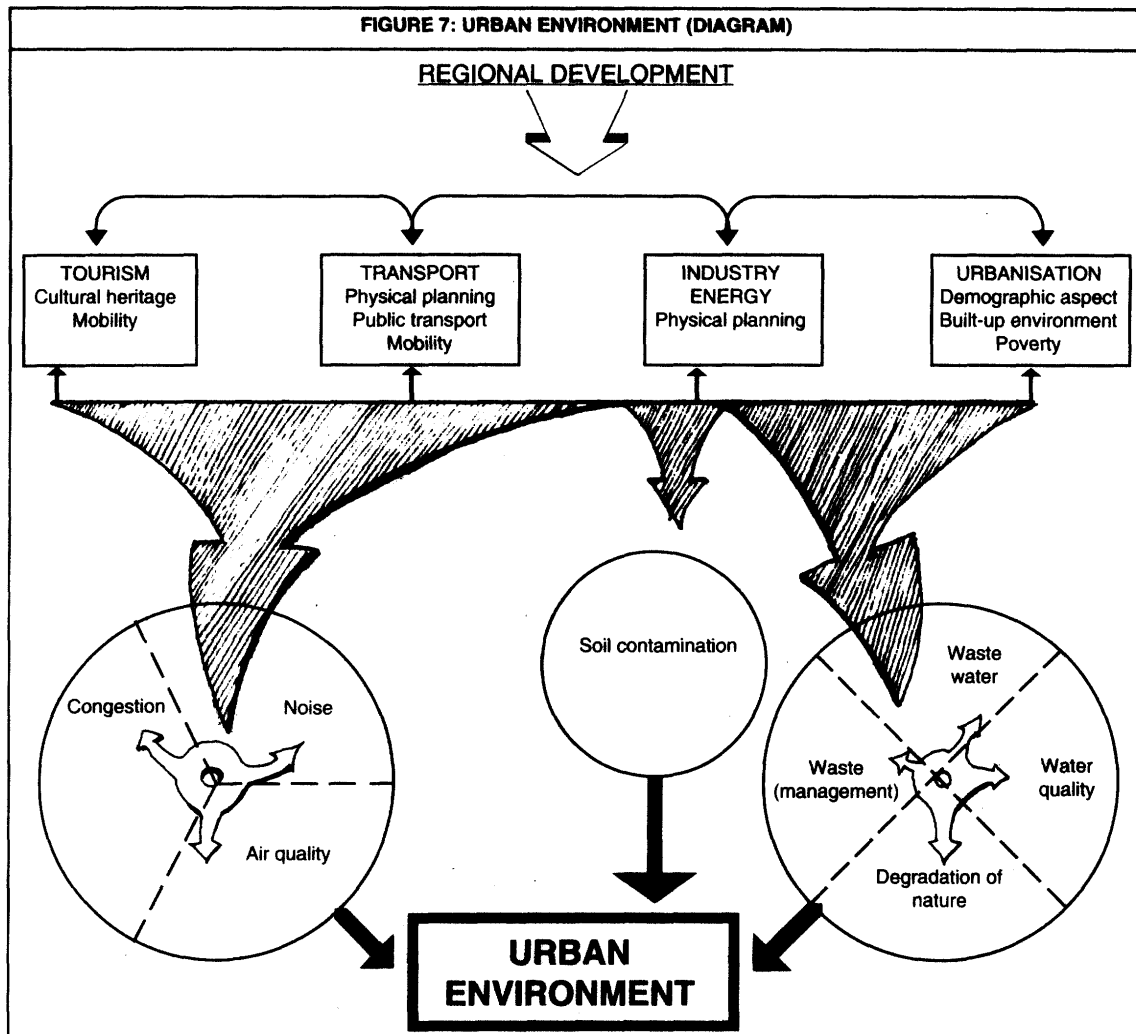 FIGURE 7: URBAN ENVIRONMENT (DIAGRAM)
REGIONAL DEVELOPMENT
TOURISM
Cultural heritage
Mobility
TRANSPORT
Physical planning
Public transport
Mobility
INDUSTRY
ENERGY
Physical planning
URBANISATION
Demographic aspect
Built-up environment
Poverty
Congestion
Noise
Air quality
Soil contamination
Waste
water
Waste
(management)
Water
quality
Degradation of
nature
URBAN
ENVIRONMENT